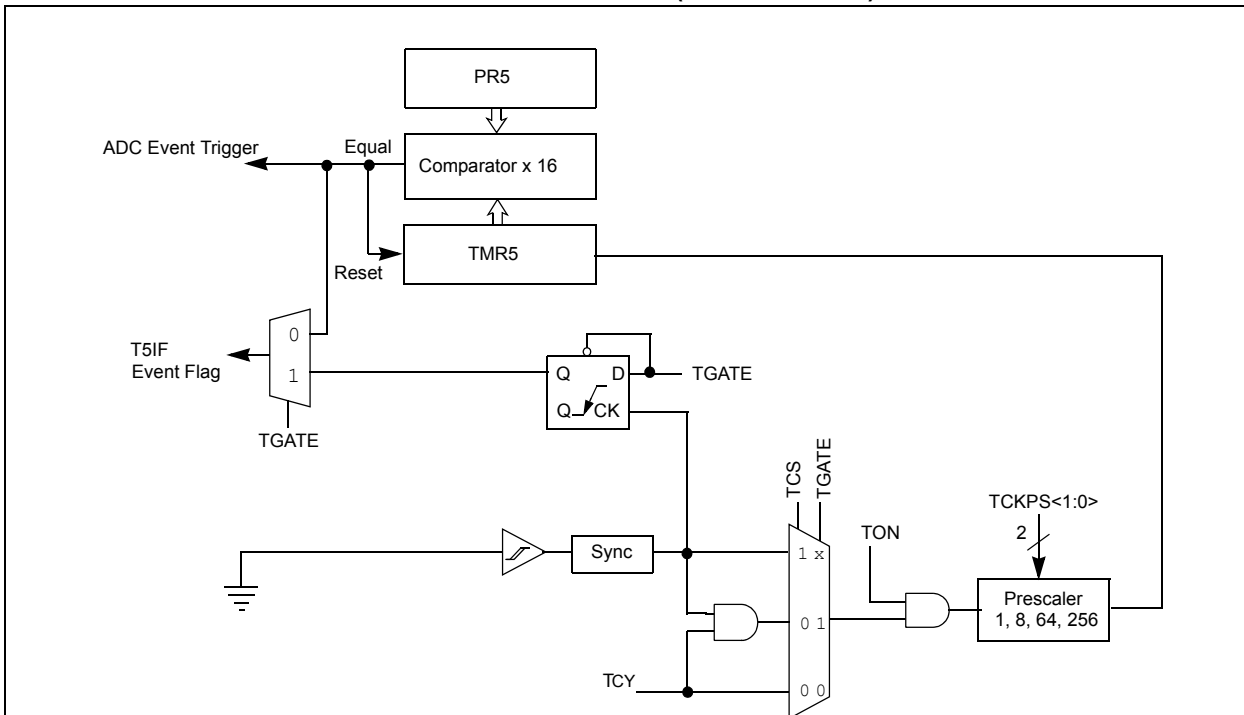 PR5
ADC Event Trigger
Equal
Comparator x 16
TMR5
Reset
0
1
T5IF
Event Flag
TGATE
Q
D
TGATE
Q
CK
TCS
TGATE
TCKPS<1:0>
2
TON
Sync
1 x
Prescaler
1, 8, 64, 256
0 1
TCY
0 0